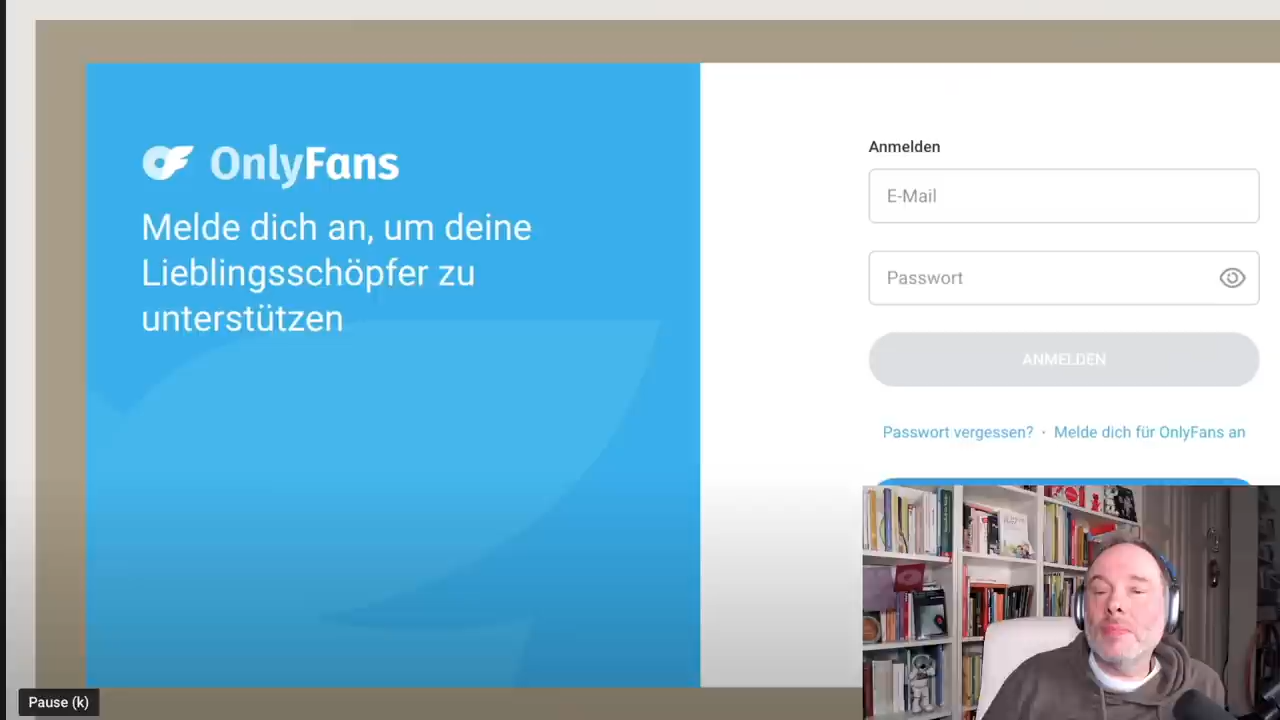 OnlyFans
Melde dich an, um deine
Lieblingsschöpfer zu
unterstützen
Anmelden
E-Mail
Passwort
ANMELDEN
Passwort vergessen? · Melde dich für OnlyFans an
Pause (k)